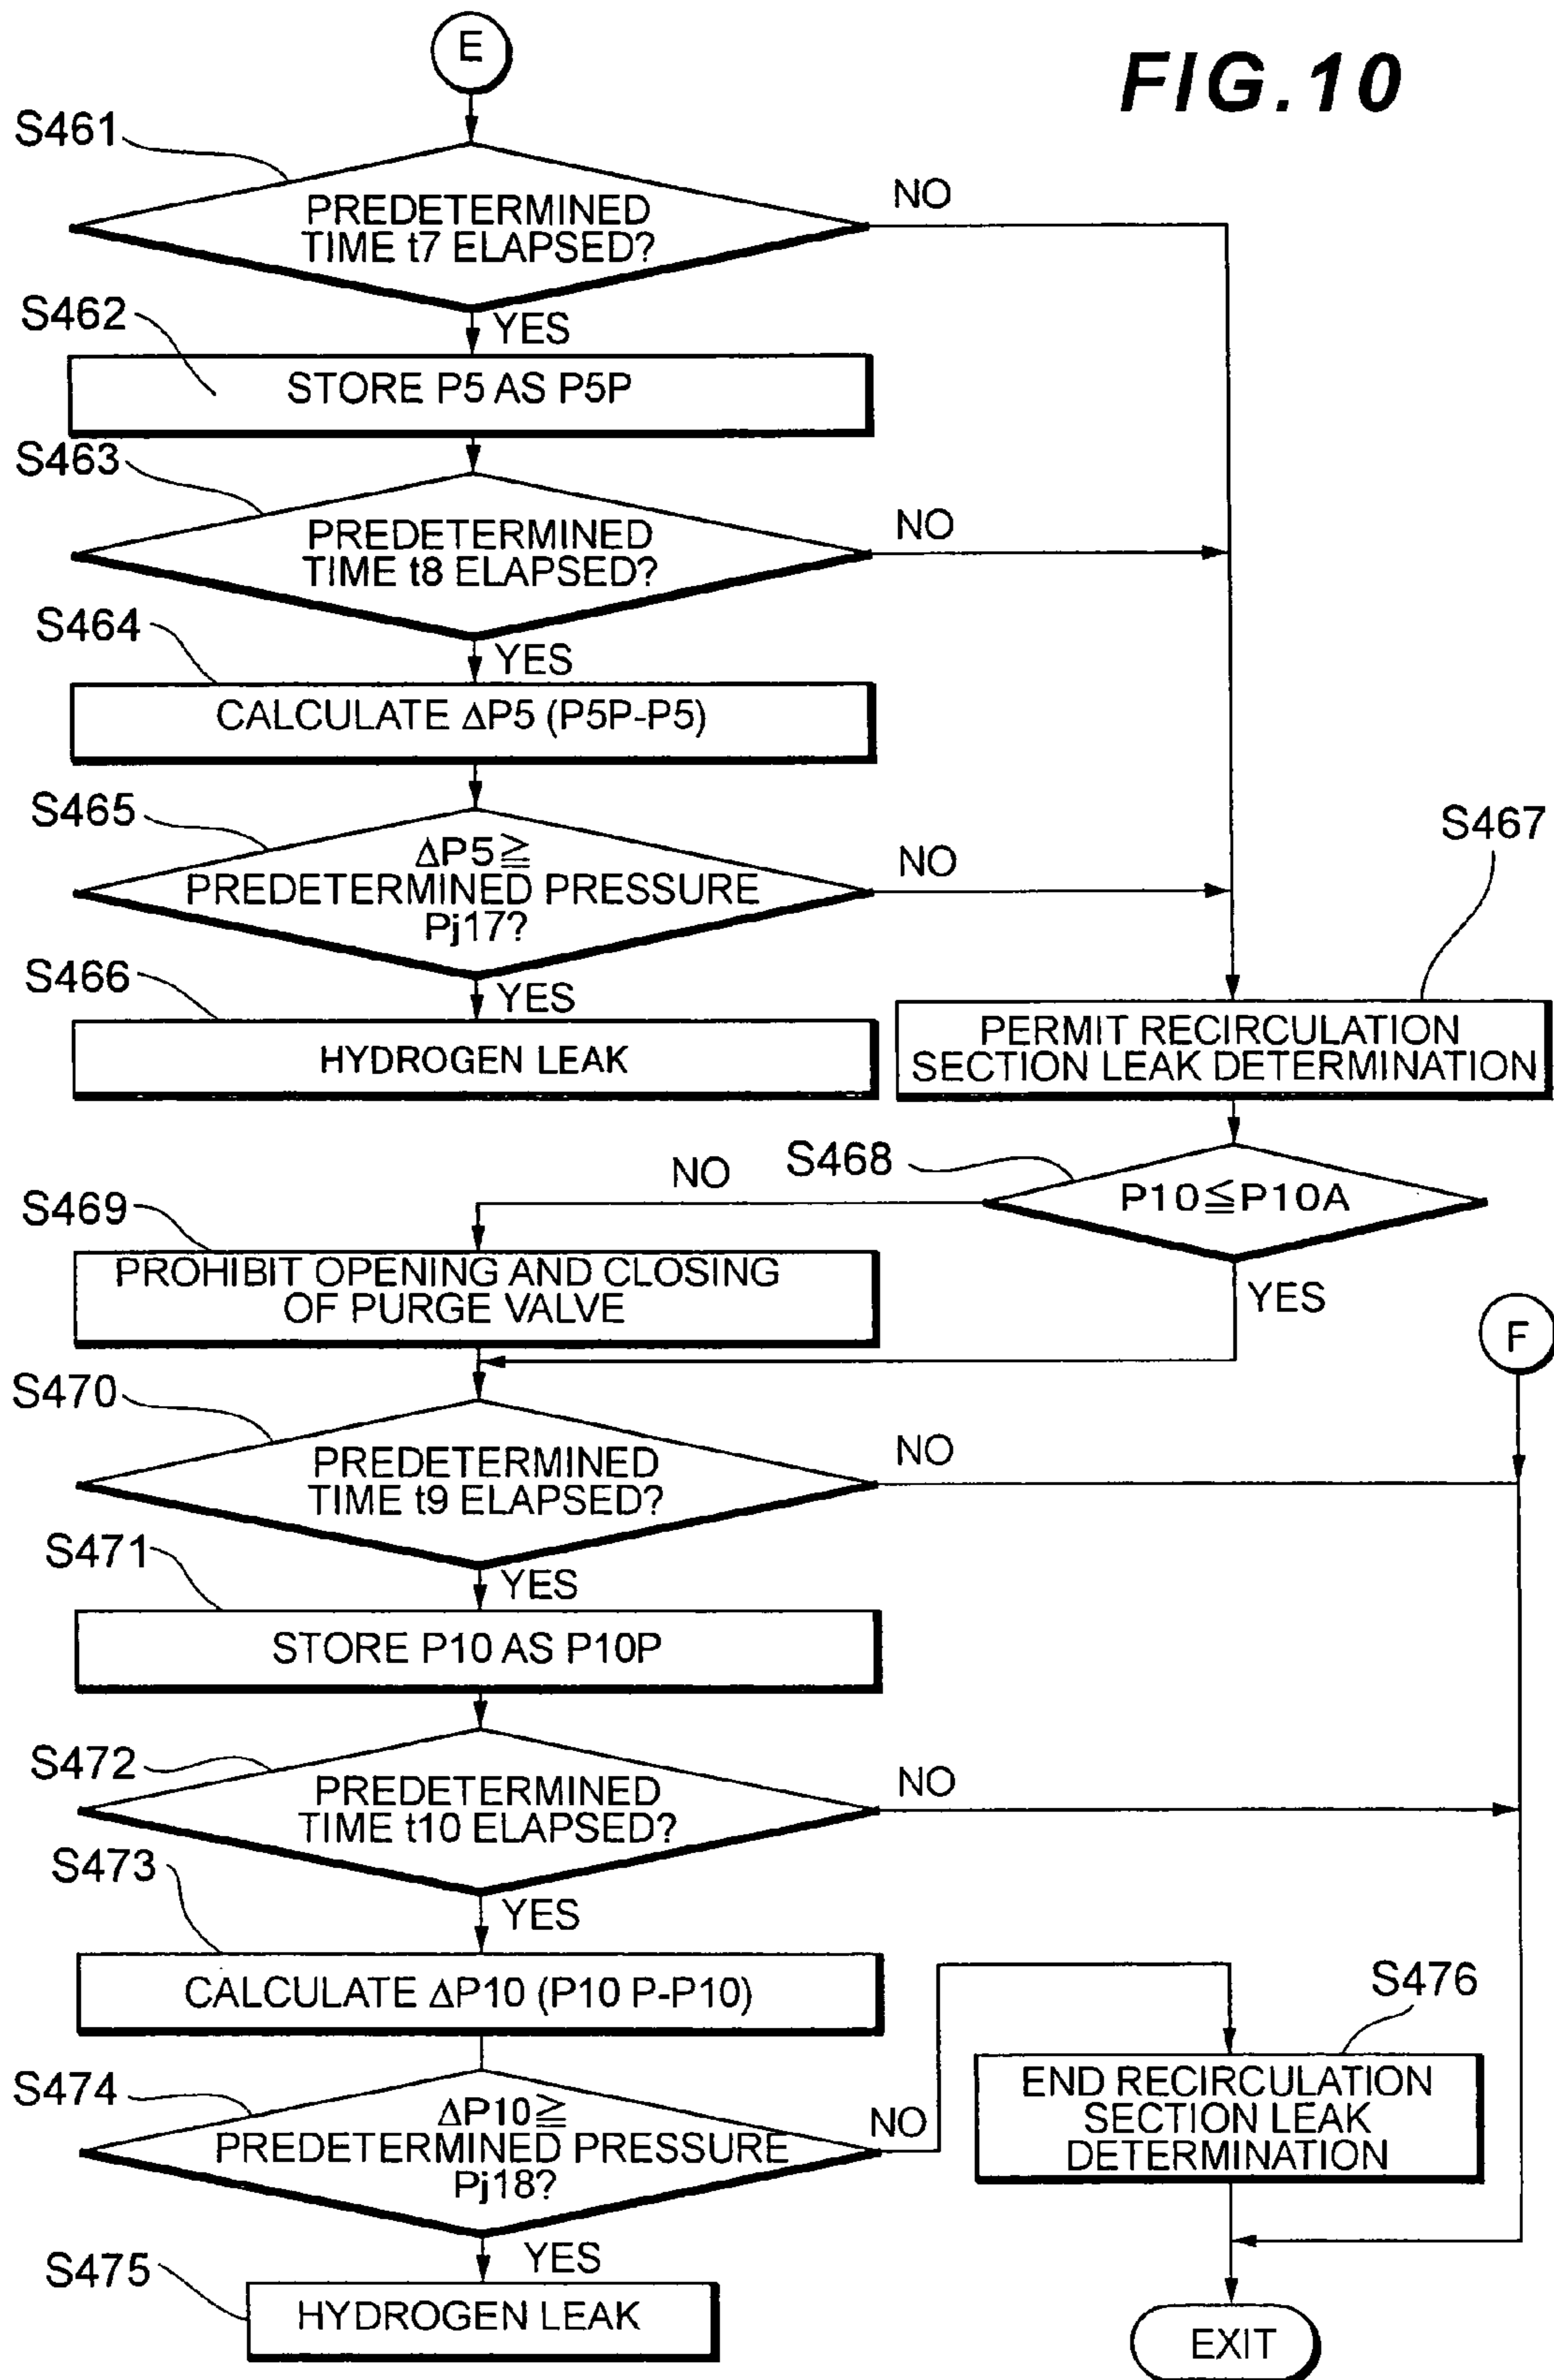 E
FIG.10
S461
PREDETERMINED
TIME t7 ELAPSED?
NO
YES
S462
STORE P5 AS P5P
S463
PREDETERMINED
TIME t8 ELAPSED?
NO
YES
S464
CALCULATE ΔP5 (P5P-P5)
S465
ΔP5≧
PREDETERMINED PRESSURE
Pj17?
NO
YES
S466
HYDROGEN LEAK
S467
PERMIT RECIRCULATION
SECTION LEAK DETERMINATION
S468
P10≦P10A
NO
YES
S469
PROHIBIT OPENING AND CLOSING
OF PURGE VALVE
F
S470
PREDETERMINED
TIME t9 ELAPSED?
NO
YES
S471
STORE P10 AS P10P
S472
PREDETERMINED
TIME t10 ELAPSED?
NO
YES
S473
CALCULATE ΔP10 (P10 P-P10)
S474
ΔP10≧
PREDETERMINED PRESSURE
Pj18?
NO
YES
S475
HYDROGEN LEAK
S476
END RECIRCULATION
SECTION LEAK
DETERMINATION
EXIT